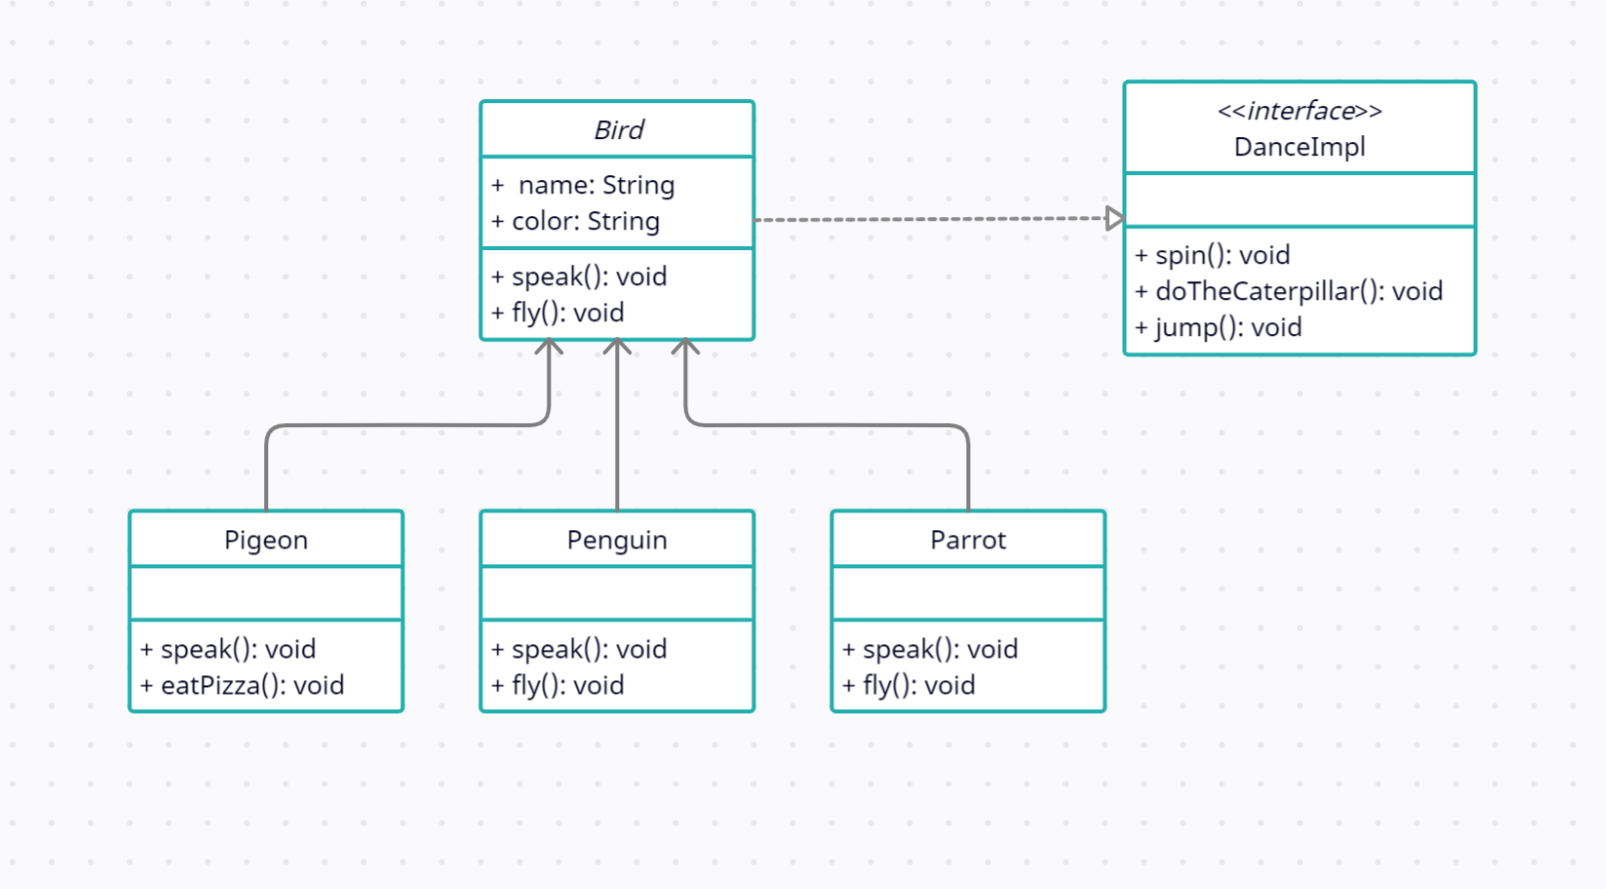 Bird
+ name: String
+ color: String
+ speak(): void
+ fly(): void
<<interface>>
DanceImpl
+ spin(): void
+ doTheCaterpillar(): void
+ jump(): void
Pigeon
+ speak(): void
+ eatPizza(): void
Penguin
+ speak(): void
+ fly(): void
Parrot
+ speak(): void
+ fly(): void